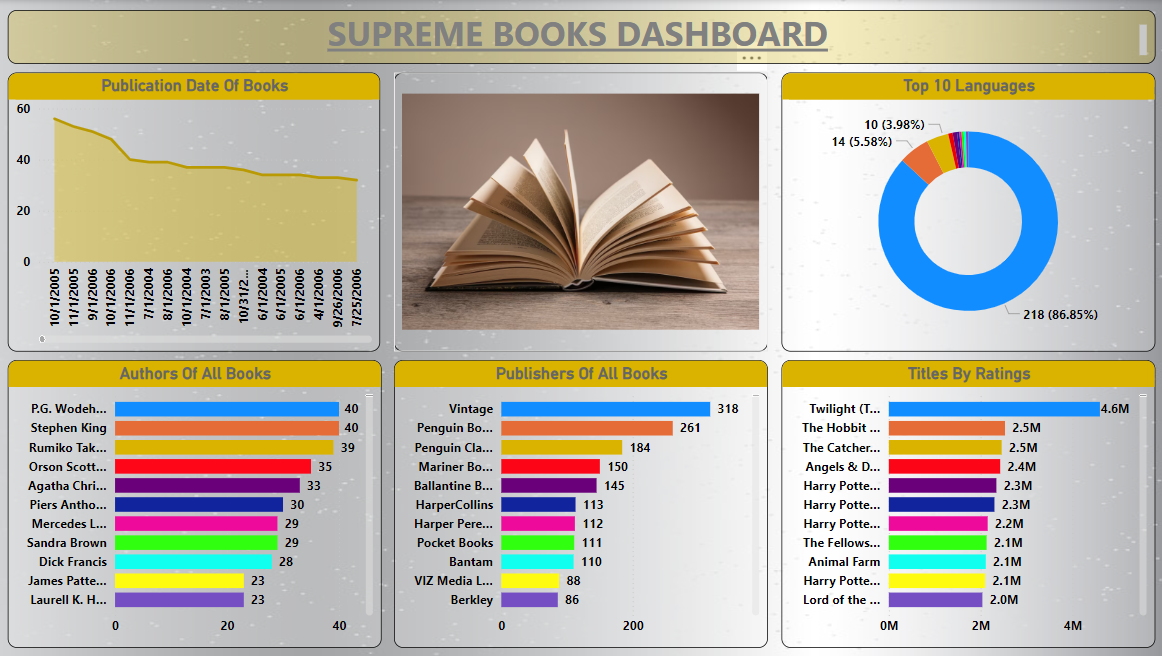 SUPREME BOOKS DASHBOARD
Publication Date Of Books
60
40
20
0
10/1/2005
11/1/2005
9/1/2006
10/1/2006
11/1/2006
7/1/2004
8/1/2006
10/1/2004
7/1/2003
8/1/2005
10/31/2...
6/1/2004
6/1/2005
6/1/2006
4/1/2006
9/26/2006
7/25/2006
Top 10 Languages
10 (3.98%)
14 (5.58%)
218 (86.85%)
Authors Of All Books
P.G. Wodeh... 40
Stephen King 40
Rumiko Tak... 39
Orson Scott... 35
Agatha Chri... 33
Piers Antho... 30
Mercedes L... 29
Sandra Brown 29
Dick Francis 28
James Patte... 23
Laurell K. H... 23
0 20 40
Publishers Of All Books
Vintage 318
Penguin Bo... 261
Penguin Cla... 184
Mariner Bo... 150
Ballantine B... 145
HarperCollins 113
Harper Pere... 112
Pocket Books 111
Bantam 110
VIZ Media L... 88
Berkley 86
0 200
Titles By Ratings
Twilight (T... 4.6M
The Hobbit ... 2.5M
The Catcher... 2.5M
Angels & D... 2.4M
Harry Potte... 2.3M
Harry Potte... 2.3M
Harry Potte... 2.2M
The Fellows... 2.1M
Animal Farm 2.1M
Harry Potte... 2.1M
Lord of the ... 2.0M
0M 2M 4M